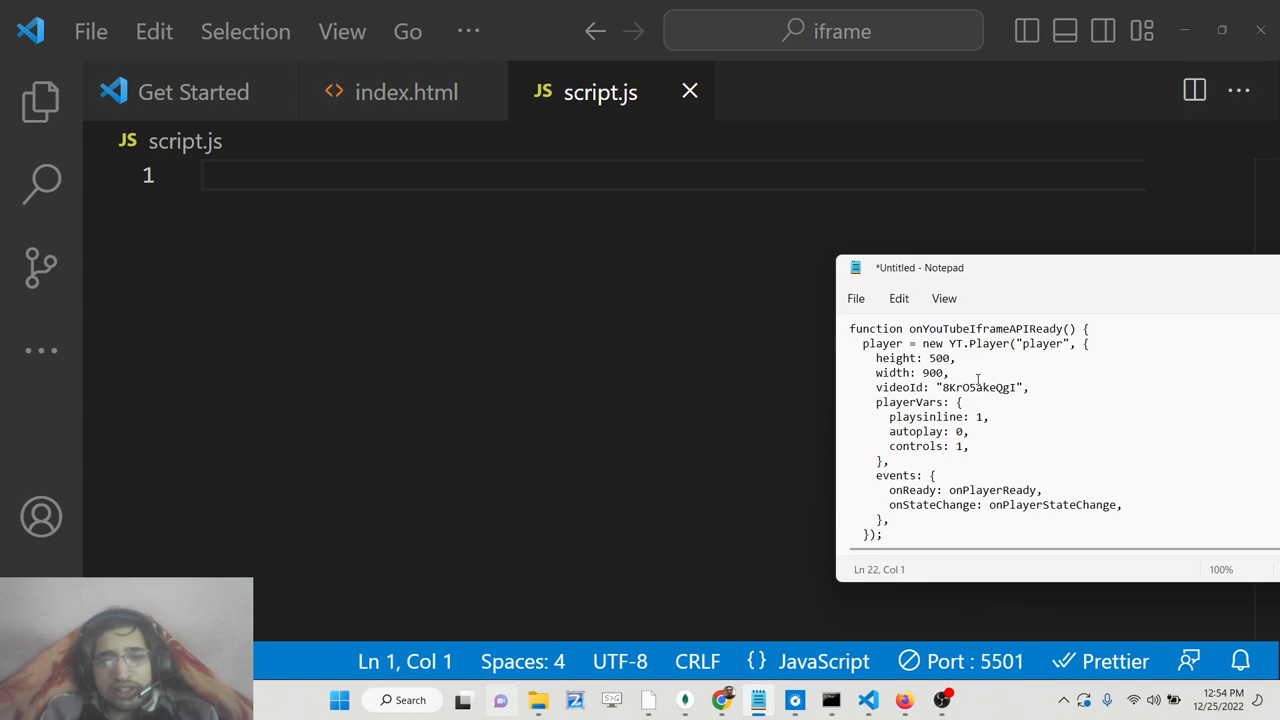 File Edit Selection View Go ··· iframe
Get Started index.html JS script.js
JS script.js
1
*Untitled - Notepad
File Edit View
function onYouTubeIframeAPIReady() {
player = new YT.Player("player", {
height: 500,
width: 900,
videoId: "8KrO5akeQgI",
playerVars: {
playsinline: 1,
autoplay: 0,
controls: 1,
},
events: {
onReady: onPlayerReady,
onStateChange: onPlayerStateChange,
},
});
Ln 22, Col 1 100%
Ln 1, Col 1 Spaces: 4 UTF-8 CRLF {} JavaScript Port : 5501 Prettier
Search
12:54 PM
12/25/2022